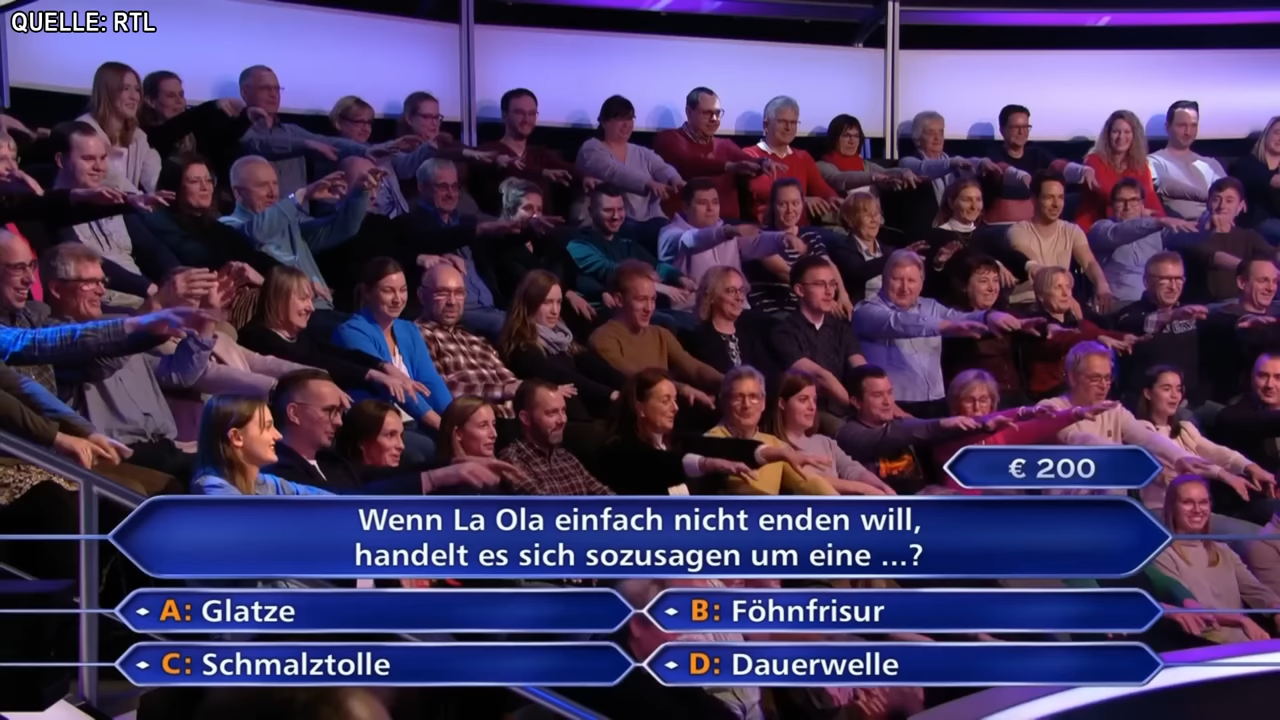 QUELLE: RTL
€ 200
Wenn La Ola einfach nicht enden will,
handelt es sich sozusagen um eine ...?
A: Glatze
B: Föhnfrisur
C: Schmalztolle
D: Dauerwelle